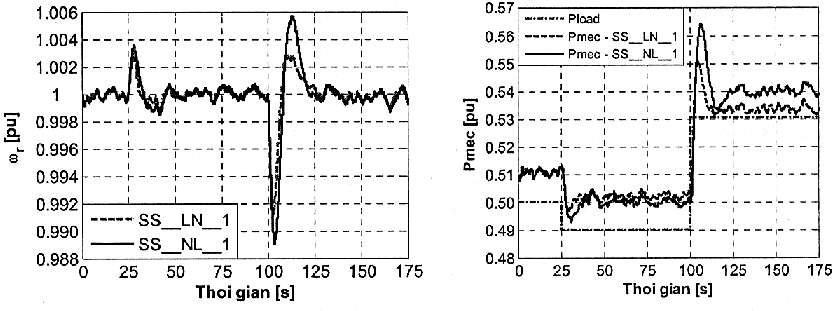 1.006
1.004
1.002
1
0.998
0.996
0.994
0.992
0.990
0.988
ωr [pu]
SS__LN__1
SS__NL__1
0 25 50 75 100 125 150 175
Thoi gian [s]
0.57
0.56
0.55
0.54
0.53
0.52
0.51
0.50
0.49
0.48
Pmec [pu]
Pload
Pmec - SS__LN__1
Pmec - SS__NL__1
0 25 50 75 100 125 150 175
Thoi gian [s]